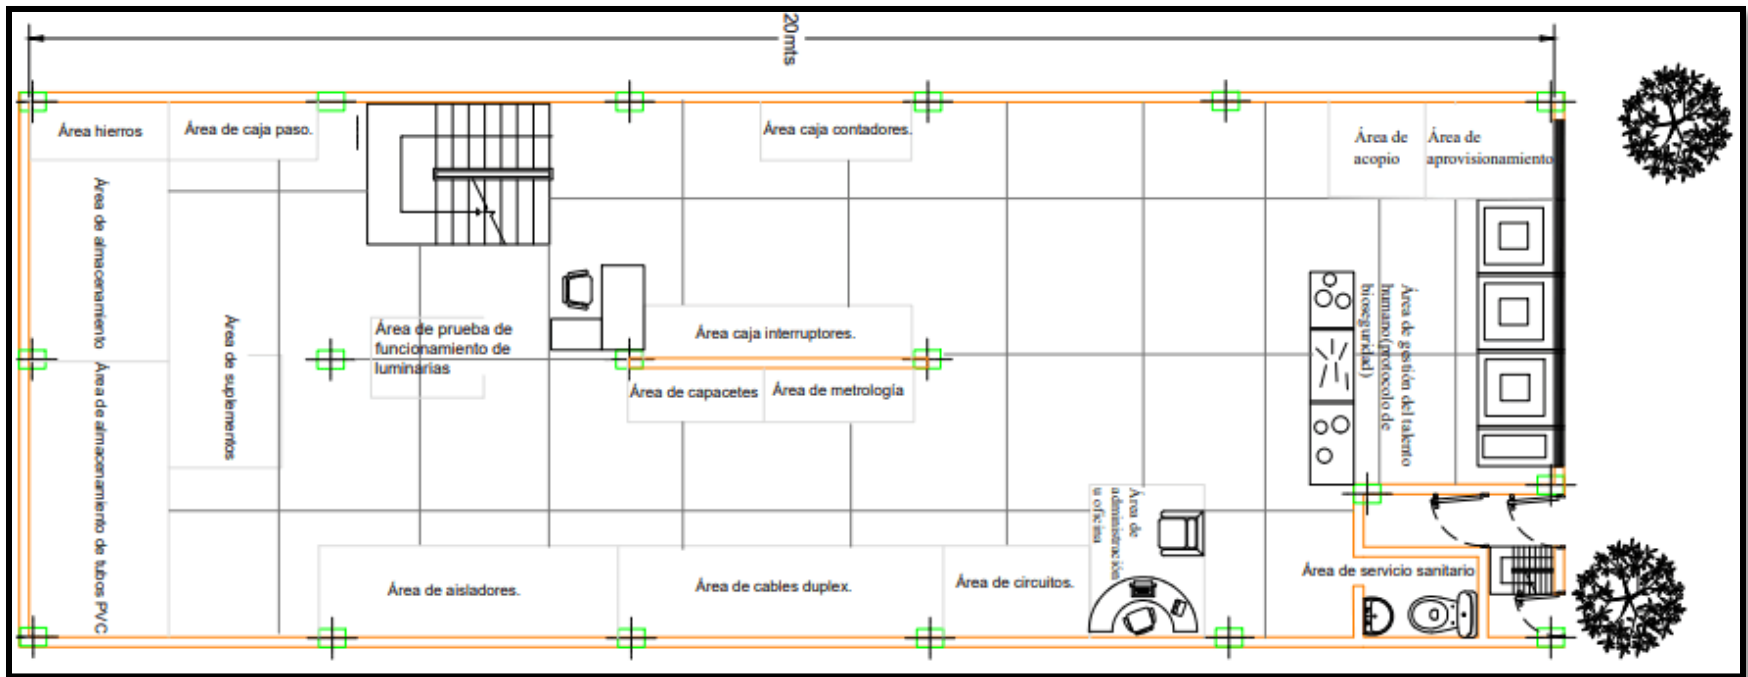 20mts
Área hierros
Área de caja paso.
Área caja contadores.
Área de
acopio
Área de
aprovisionamiento
Área de almacenamiento
Área de suplementos
Área de prueba de
funcionamiento de
luminarias
Área caja interruptores.
Área de capacetes
Área de metrología
Área de gestión del talento
humano(protocolo de
bioseguridad)
Área de almacenamiento de tubos PVC
Área de aisladores.
Área de cables duplex.
Área de circuitos.
Área de
administración
u oficina
Área de servicio sanitario